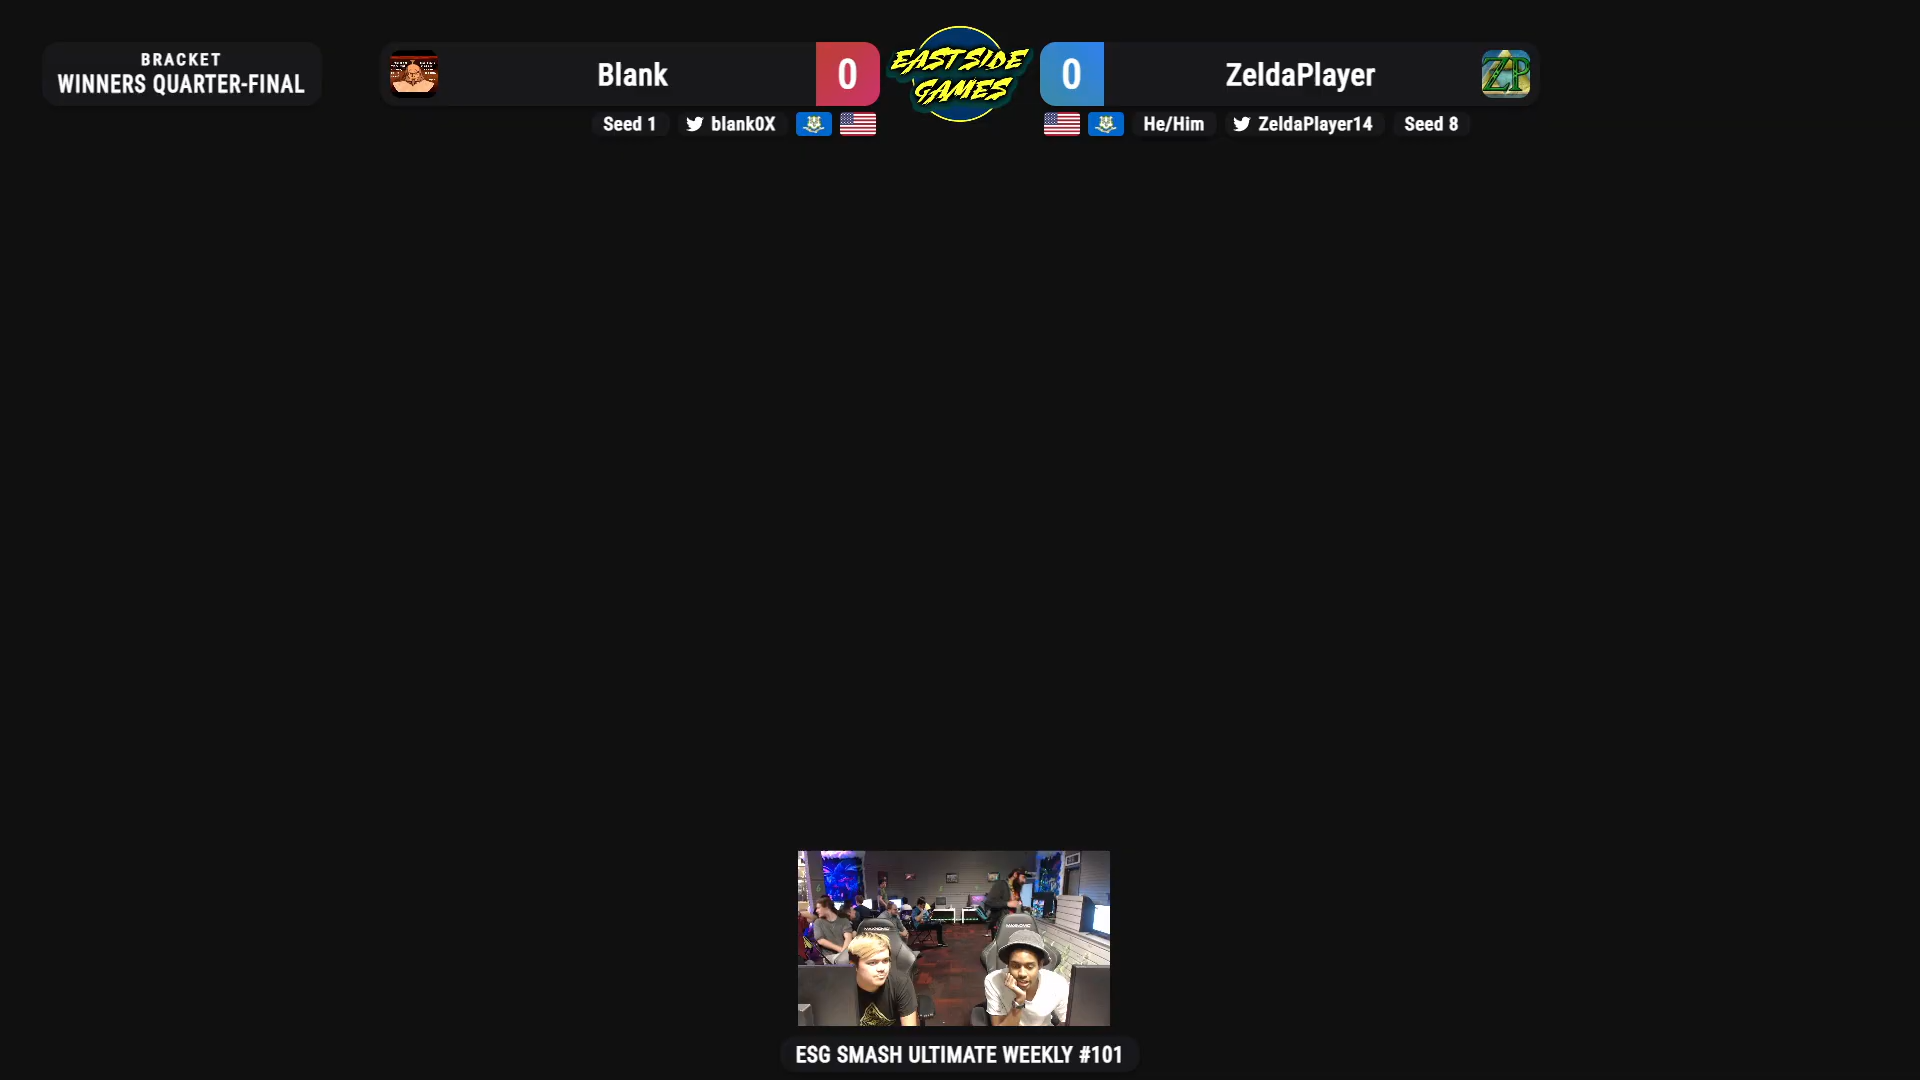 BRACKET
WINNERS QUARTER-FINAL
Blank
0
EAST SIDE
GAMES
0
ZeldaPlayer
ZP
Seed 1
blank0X
He/Him
ZeldaPlayer14
Seed 8
ESG SMASH ULTIMATE WEEKLY #101